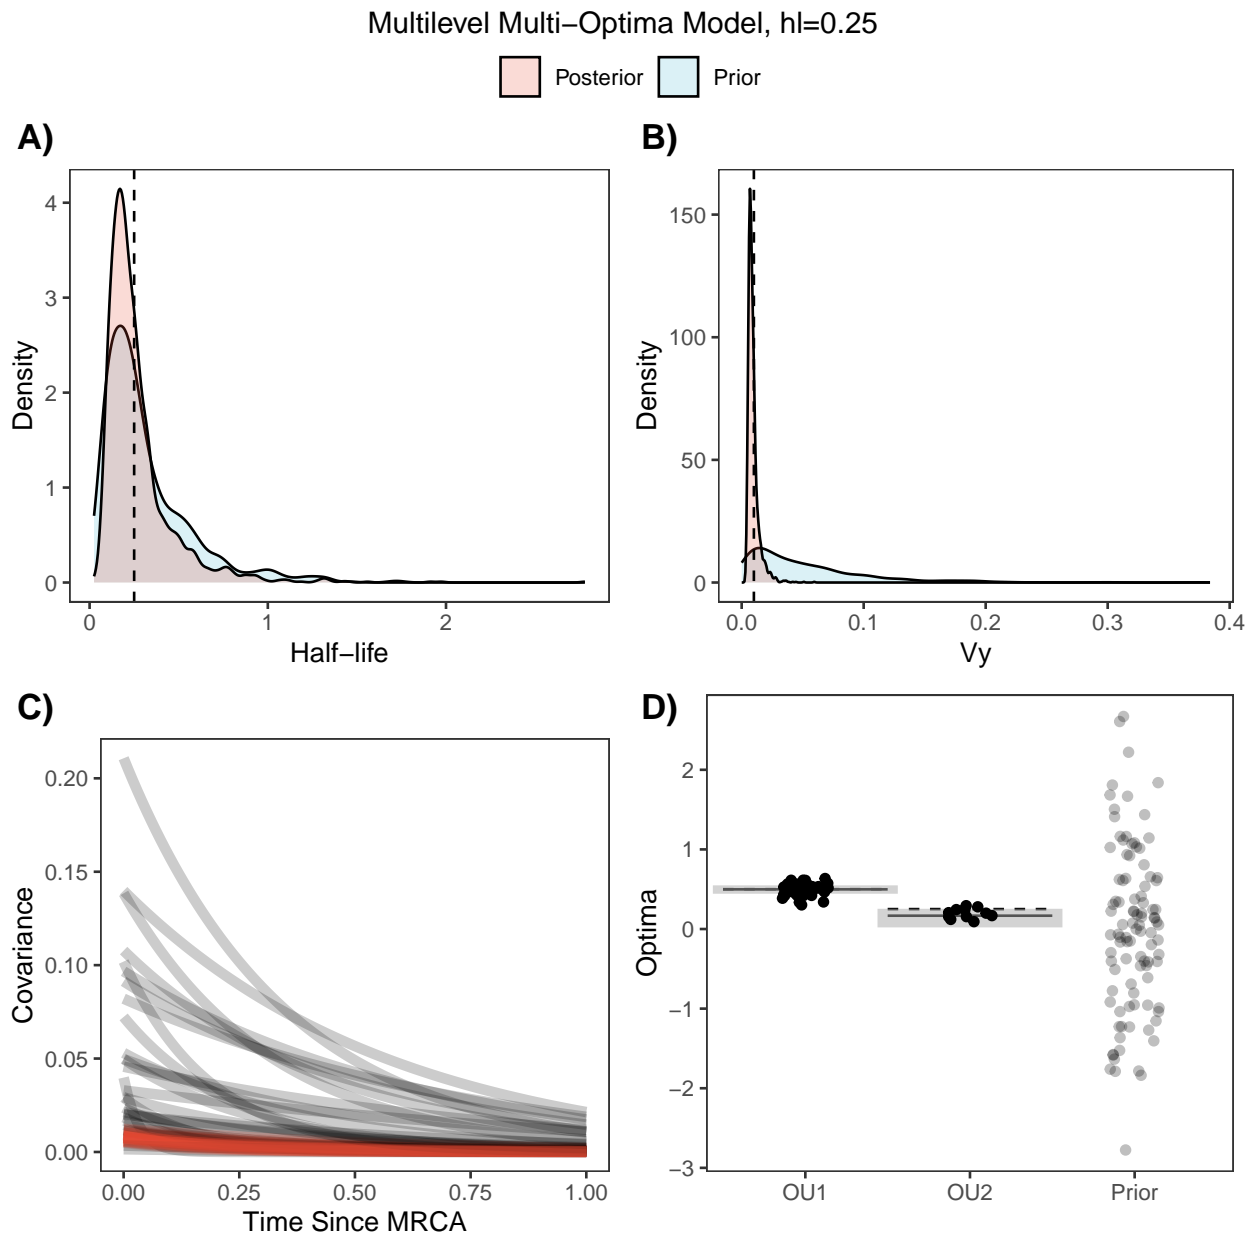 Multilevel Multi−Optima Model, hl=0.25
Posterior Prior
A)
4
3
2
1
0
Density
0 1 2
Half−life
B)
150
100
50
0
Density
0.0 0.1 0.2 0.3 0.4
Vy
C)
0.20
0.15
0.10
0.05
0.00
Covariance
0.00 0.25 0.50 0.75 1.00
Time Since MRCA
D)
2
1
0
−1
−2
−3
Optima
OU1 OU2 Prior